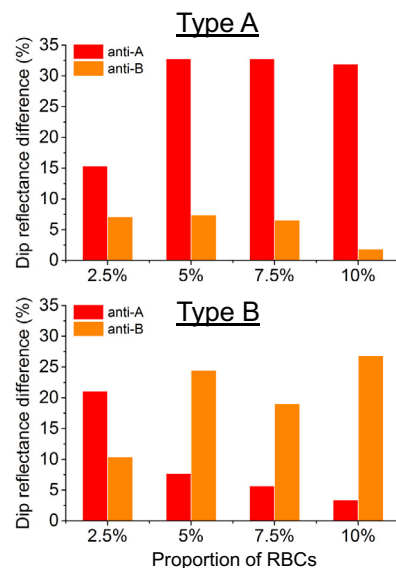 Type A
anti-A
anti-B
Dip reflectance difference (%)
35
30
25
20
15
10
5
0
2.5% 5% 7.5% 10%
Type B
anti-A
anti-B
Dip reflectance difference (%)
35
30
25
20
15
10
5
0
2.5% 5% 7.5% 10%
Proportion of RBCs